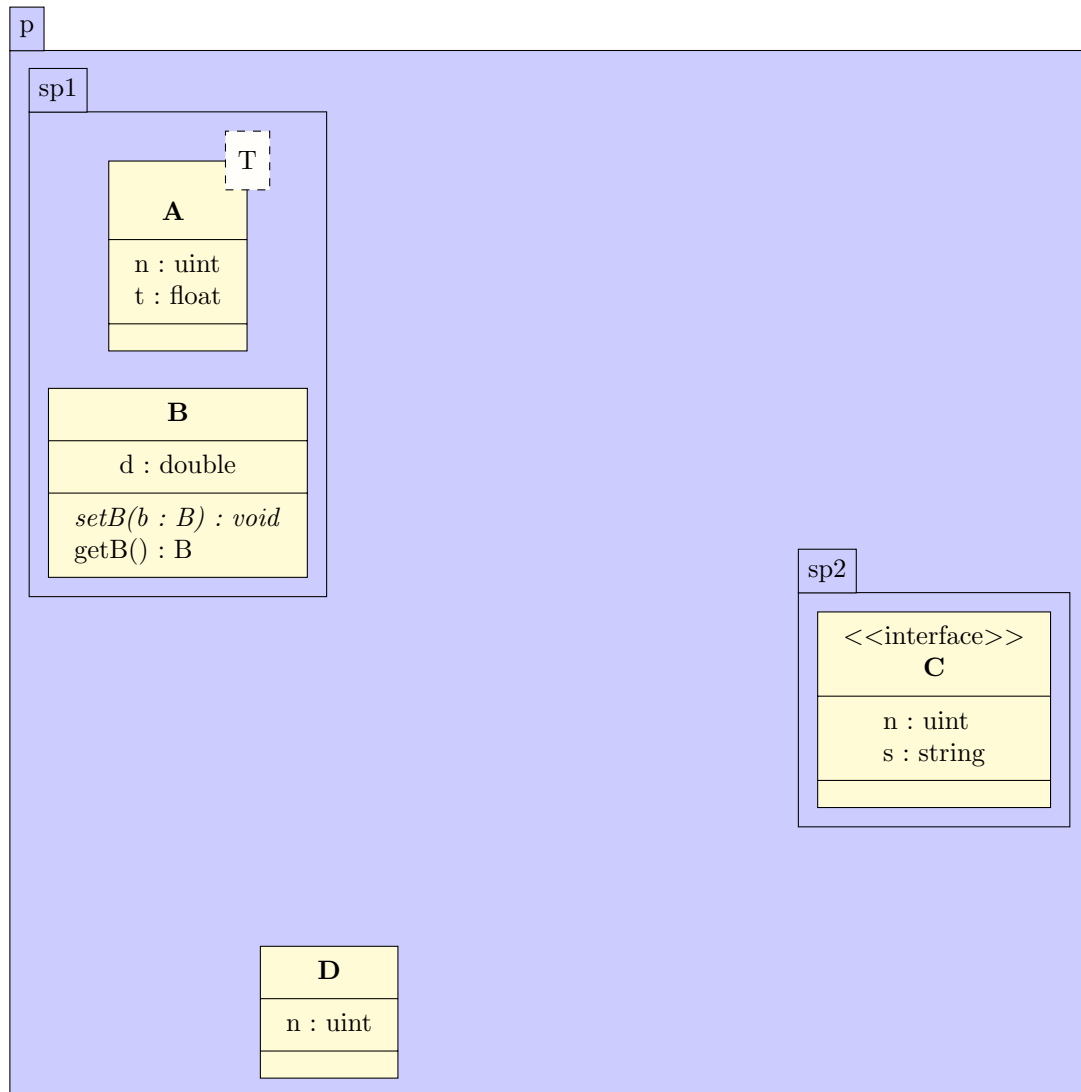 p
sp1
T
A
n : uint
t : float
B
d : double
setB(b : B) : void
getB() : B
sp2
<<interface>>
C
n : uint
s : string
D
n : uint